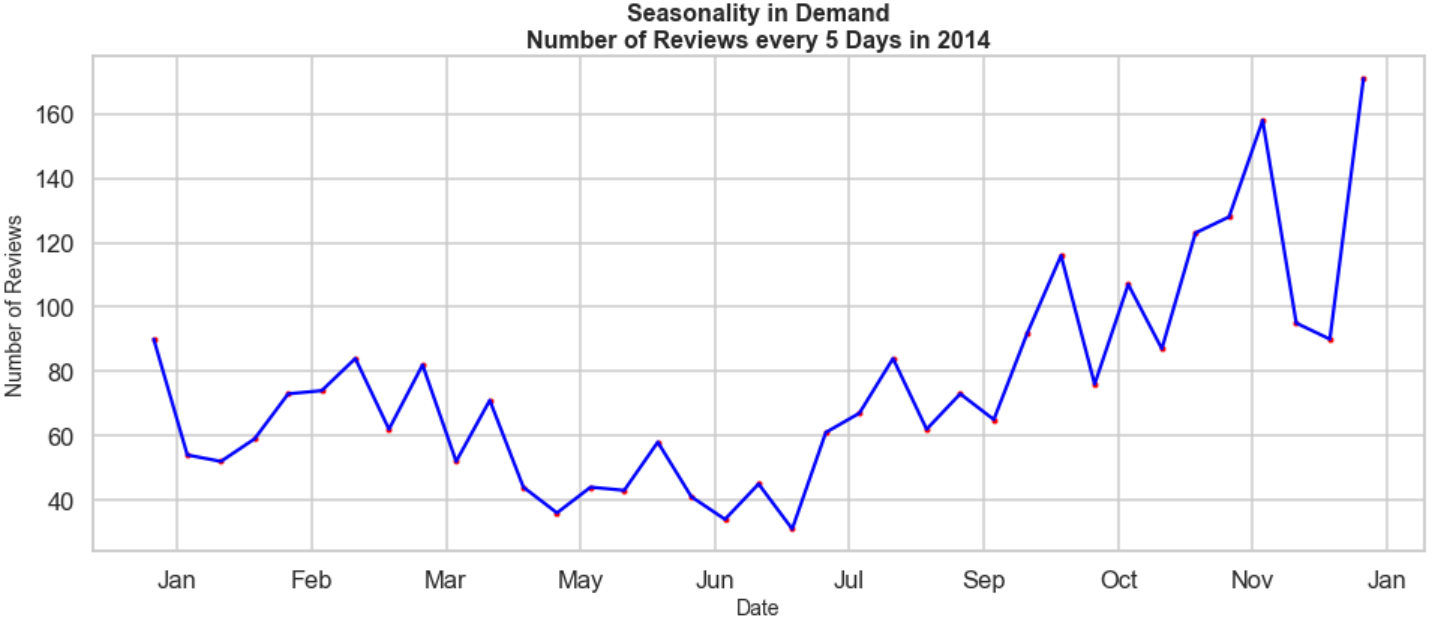 Seasonality in Demand
Number of Reviews every 5 Days in 2014
Number of Reviews
160
140
120
100
80
60
40
Jan Feb Mar May Jun Jul Sep Oct Nov Jan
Date